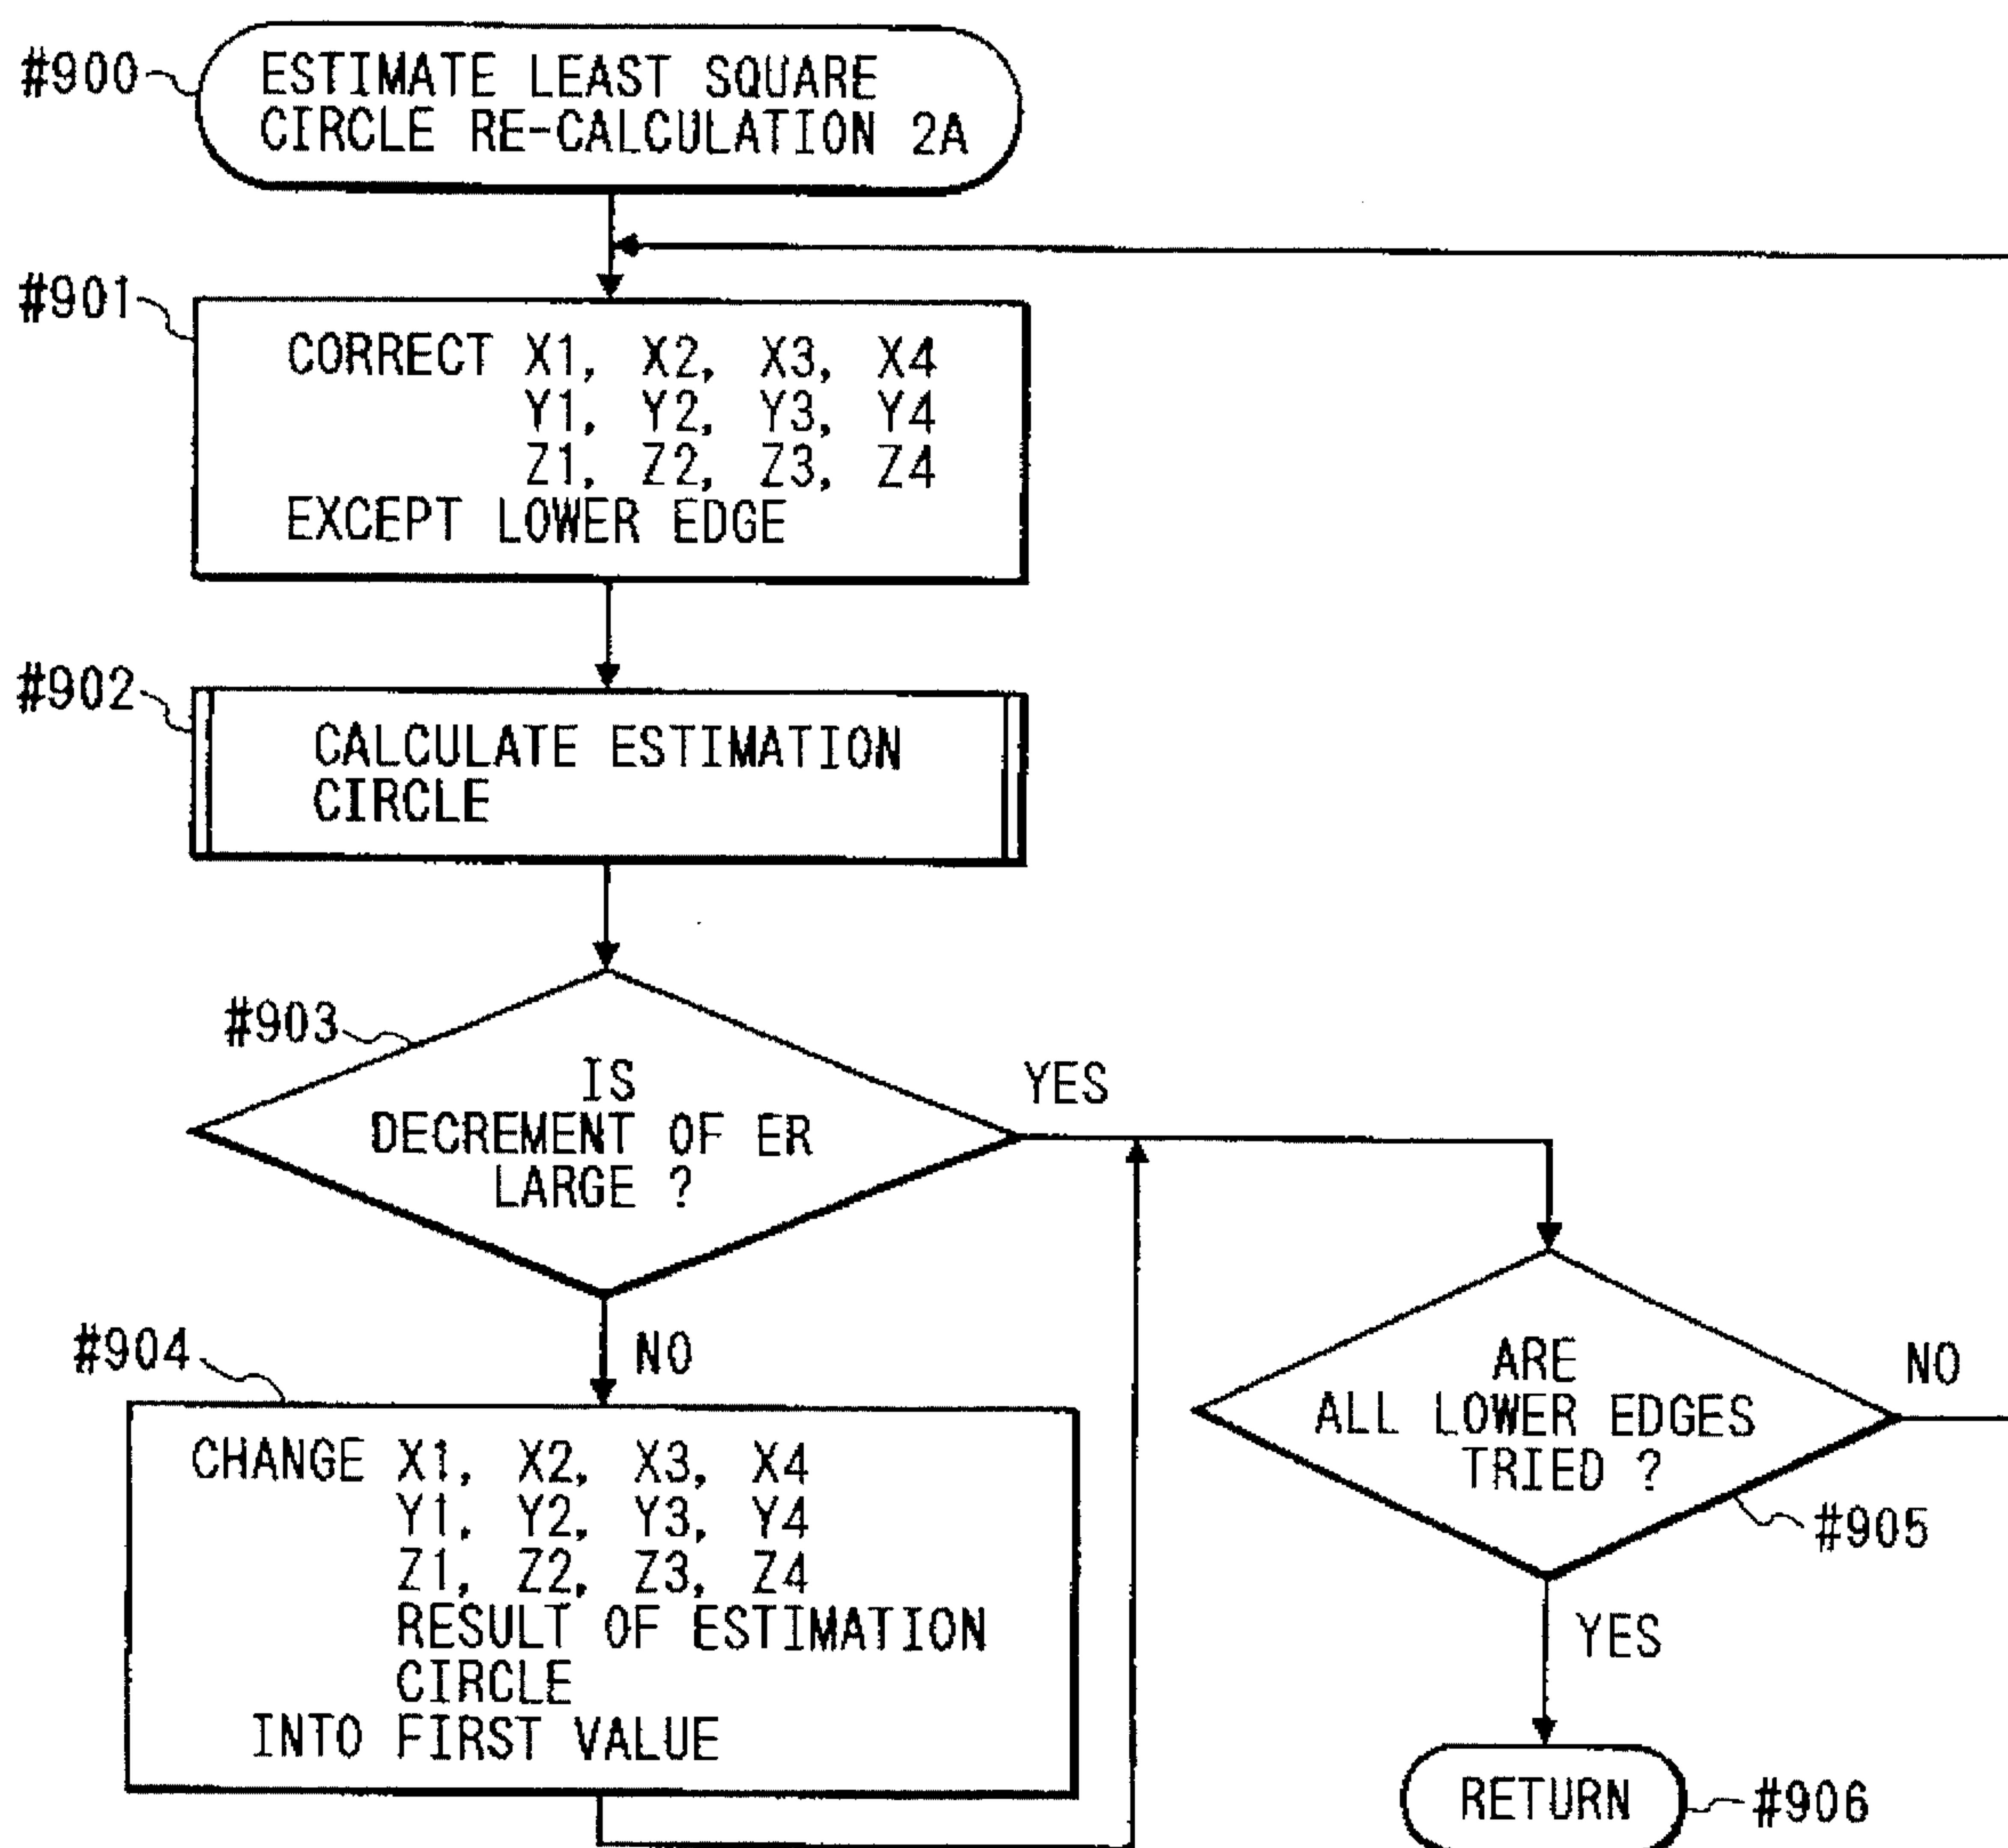 #900
ESTIMATE LEAST SQUARE
CIRCLE RE-CALCULATION 2A
#901
CORRECT X1, X2, X3, X4
Y1, Y2, Y3, Y4
Z1, Z2, Z3, Z4
EXCEPT LOWER EDGE
#902
CALCULATE ESTIMATION
CIRCLE
#903
IS
DECREMENT OF ER
LARGE ?
YES
NO
#904
CHANGE X1, X2, X3, X4
Y1, Y2, Y3, Y4
Z1, Z2, Z3, Z4
RESULT OF ESTIMATION
CIRCLE
INTO FIRST VALUE
ARE
ALL LOWER EDGES
TRIED ?
NO
#905
YES
RETURN
#906